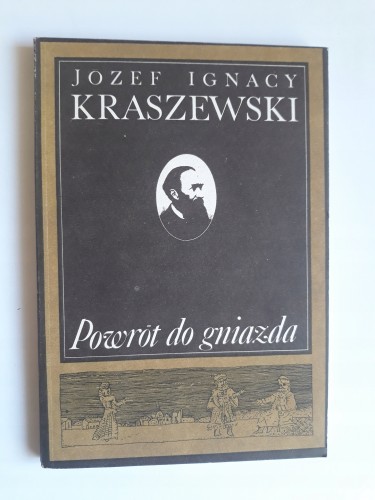 JOZEF IGNACY
KRASZEWSKI
Powrót do gniazda